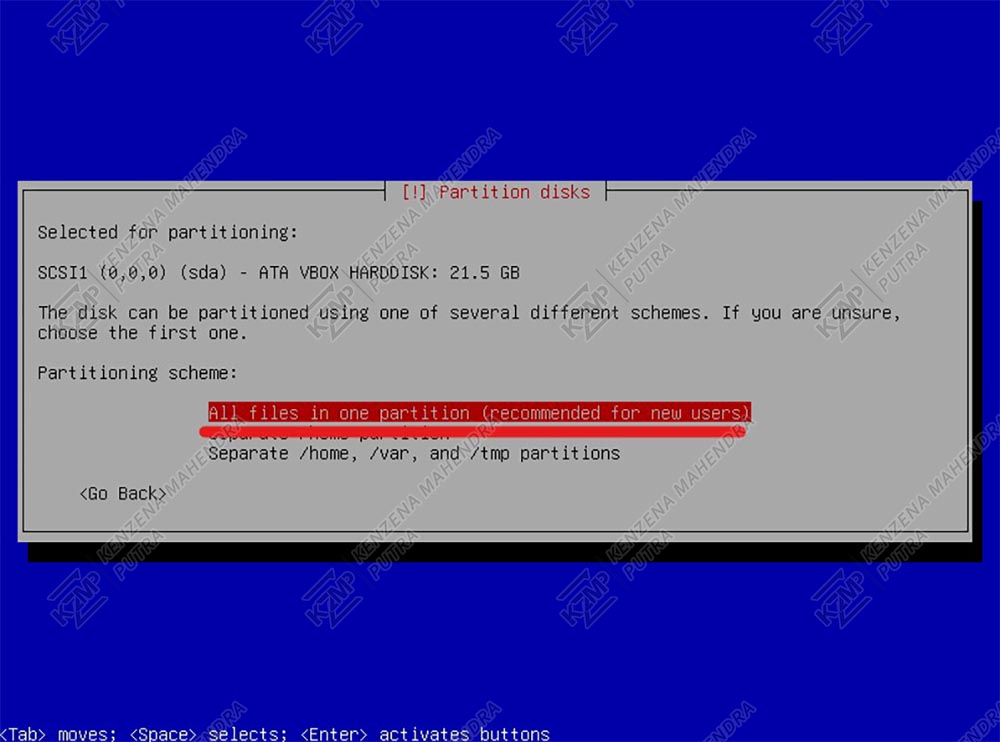 [!] Partition disks
Selected for partitioning:
SCSI1 (0,0,0) (sda) - ATA VBOX HARDDISK: 21.5 GB
The disk can be partitioned using one of several different schemes. If you are unsure,
choose the first one.
Partitioning scheme:
All files in one partition (recommended for new users)
Separate /home partition
Separate /home, /var, and /tmp partitions
<Go Back>
<Tab> moves; <Space> selects; <Enter> activates buttons
KZMP
KENZENA MAHENDRA
PUTRA